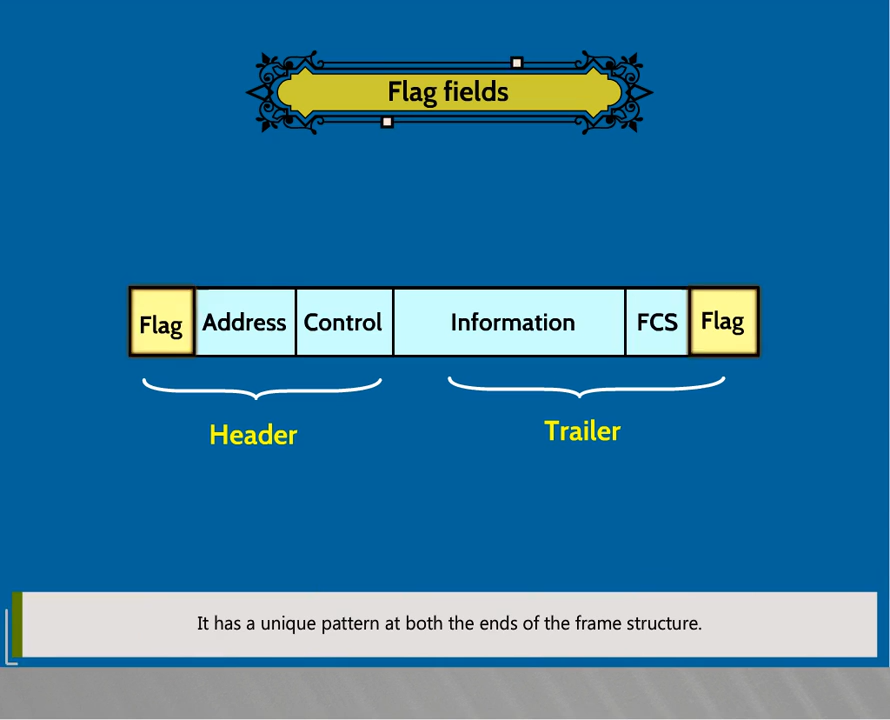 Flag fields
Flag Address Control Information FCS Flag
Header Trailer
It has a unique pattern at both the ends of the frame structure.